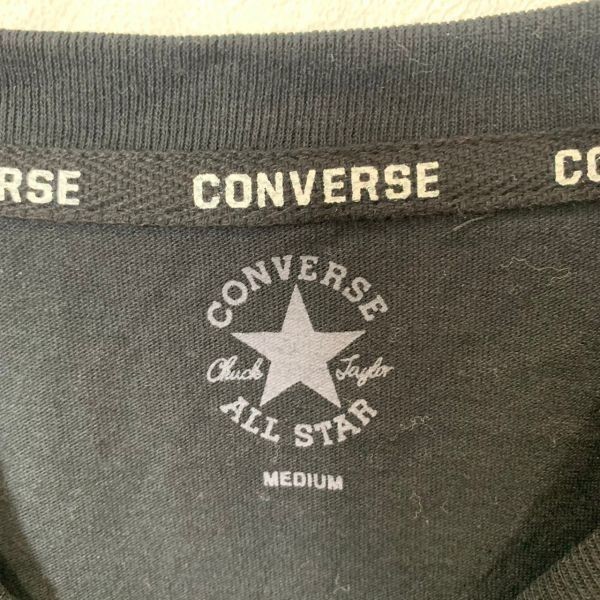 RSE CONVERSE CO
CONVERSE
Chuck Taylor
ALL STAR
MEDIUM